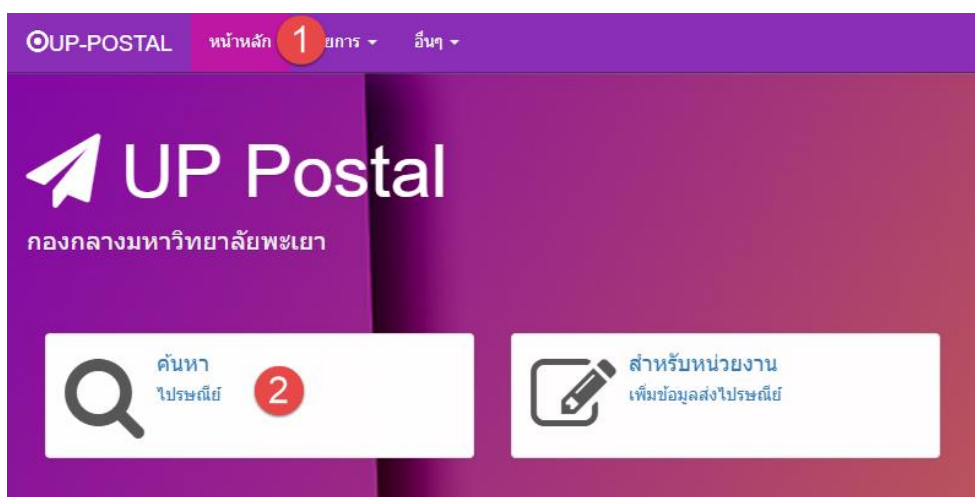 UP-POSTAL หน้าหลัก 1 อื่นๆ
UP Postal
กองกลางมหาวิทยาลัยพะเยา
ค้นหา
ไปรษณีย์
2
สำหรับหน่วยงาน
เพิ่มข้อมูลส่งไปรษณีย์